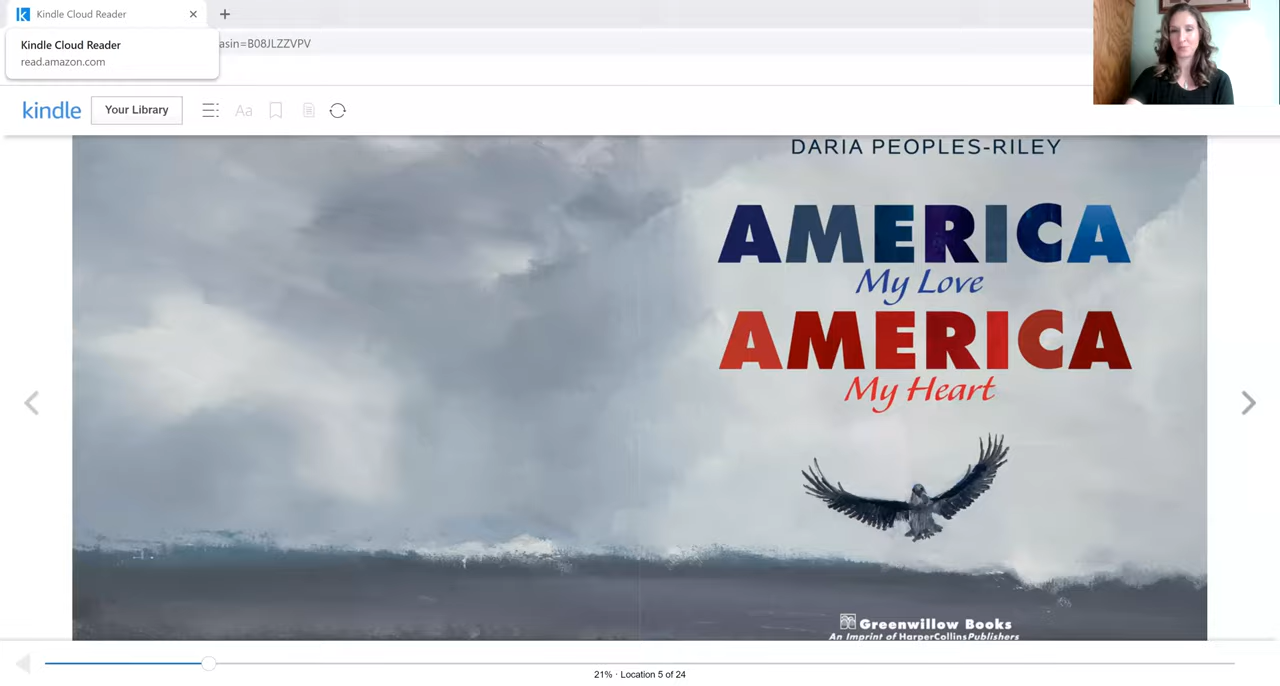 Kindle Cloud Reader
Kindle Cloud Reader
asin=B08JLZZVPV
read.amazon.com
kindle
Your Library
Aa
DARIA PEOPLES-RILEY
AMERICA
My Love
AMERICA
My Heart
Greenwillow Books
An Imprint of HarperCollinsPublishers
21% · Location 5 of 24